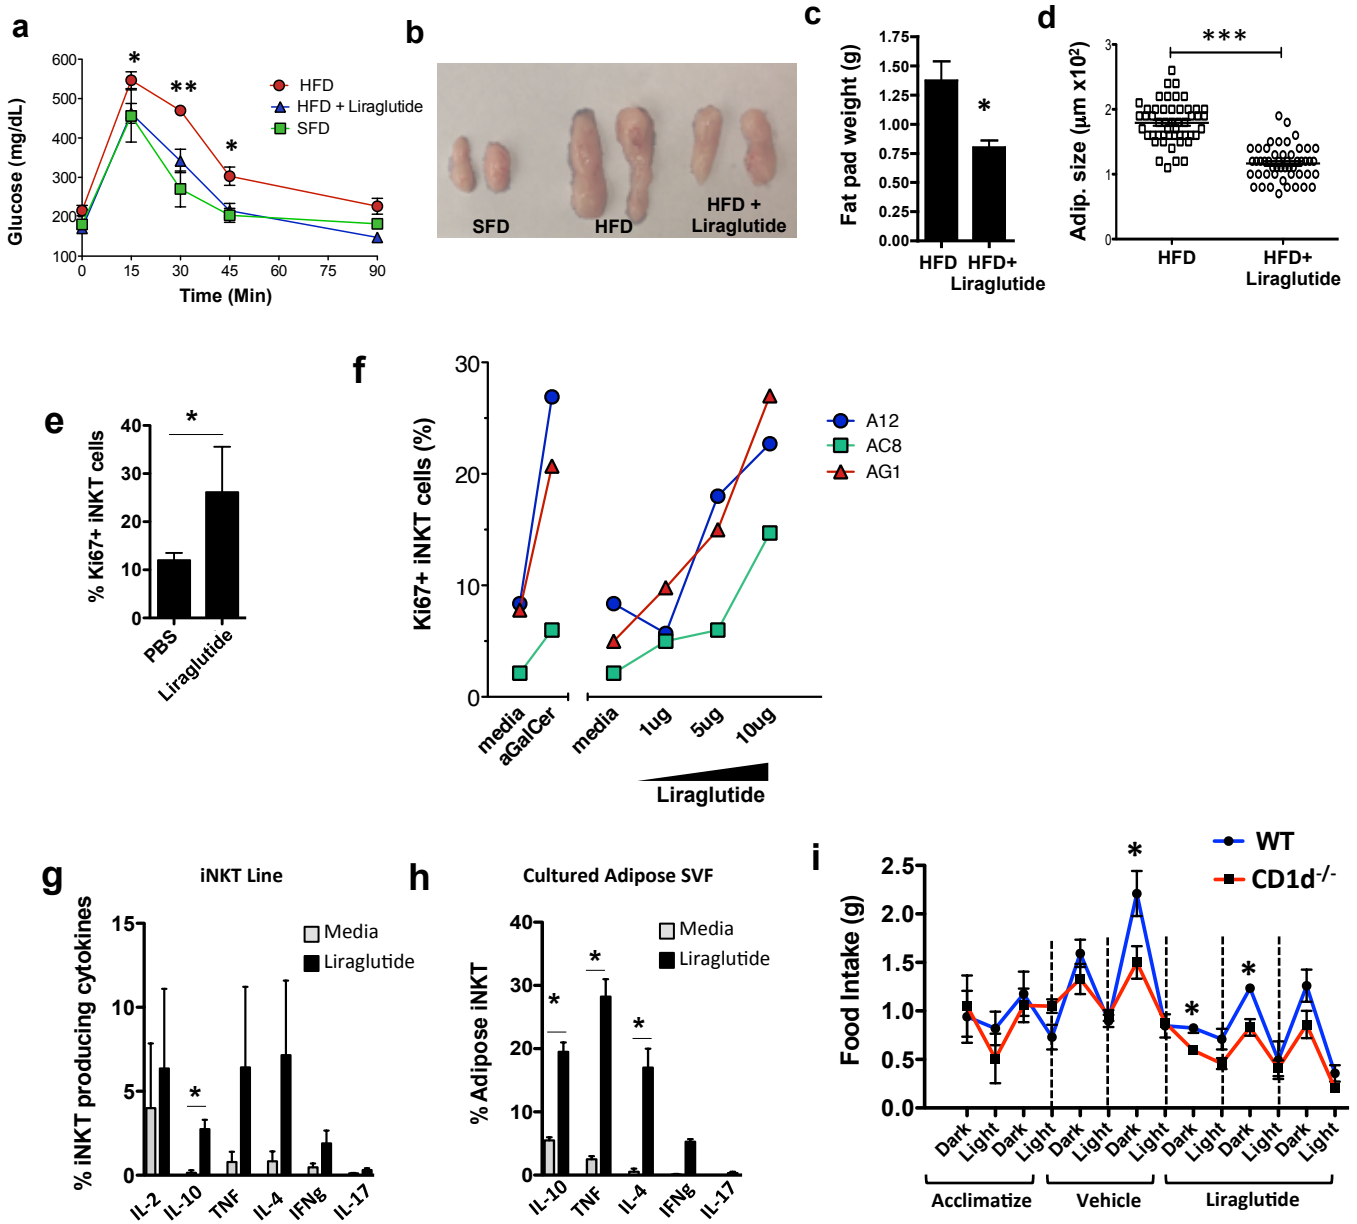 a
600
500
400
300
200
100
0
15
30
45
60
75
90
Glucose (mg/dL)
Time (Min)
*
**
*
HFD
HFD + Liraglutide
SFD
b
SFD
HFD
HFD +
Liraglutide
c
1.75
1.50
1.25
1.00
0.75
0.50
0.25
0.00
Fat pad weight (g)
*
HFD
HFD+
Liraglutide
d
3
2
1
0
Adip. size (µm x10²)
***
HFD
HFD+
Liraglutide
e
40
30
20
10
0
% Ki67+ iNKT cells
*
PBS
Liraglutide
f
30
20
10
0
Ki67+ iNKT cells (%)
A12
AC8
AG1
media
aGalCer
media
1ug
5ug
10ug
Liraglutide
g
iNKT Line
15
10
5
0
% iNKT producing cytokines
Media
Liraglutide
*
IL-2
IL-10
TNF
IL-4
IFNg
IL-17
h
Cultured Adipose SVF
40
30
20
10
0
% Adipose iNKT
Media
Liraglutide
*
*
*
IL-10
TNF
IL-4
IFNg
IL-17
i
WT
CD1d⁻/⁻
2.5
2.0
1.5
1.0
0.5
0.0
Food Intake (g)
*
*
*
Dark
Light
Dark
Light
Dark
Light
Dark
Light
Dark
Light
Dark
Light
Dark
Light
Acclimatize
Vehicle
Liraglutide